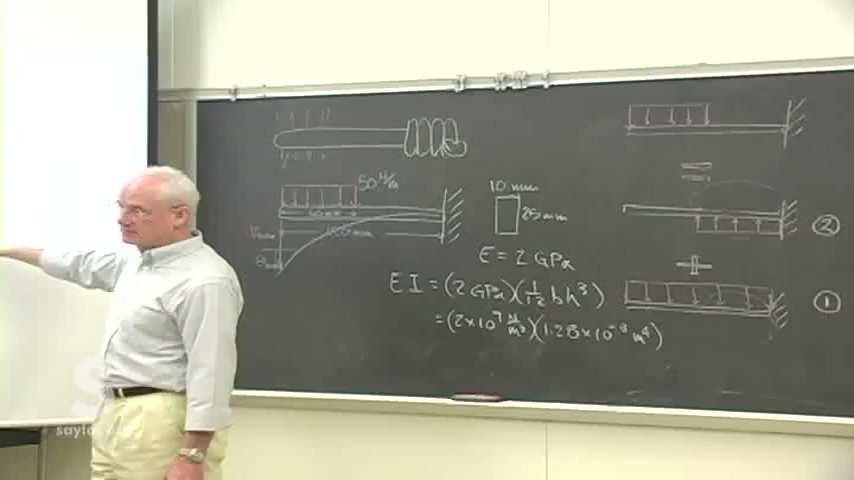 50 N/m
10 mm
25 mm
E = 2 GPa
EI = (2 GPa)(1/12 bh³)
= (2×10⁹ N/m²)(1.28×10⁻⁸ m⁴)
②
①